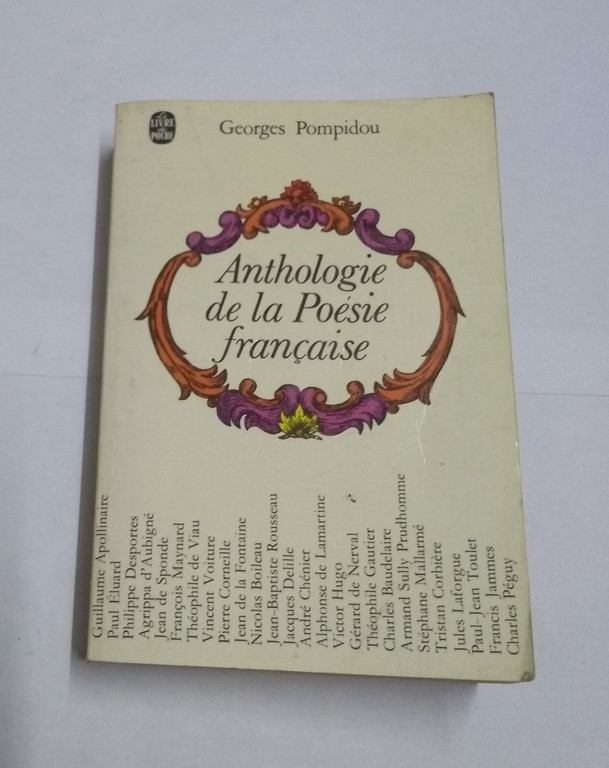 Le
LIVRE
de
POCHE
Georges Pompidou
Anthologie
de la Poésie
française
Guillaume Apollinaire
Paul Éluard
Philippe Desportes
Agrippa d'Aubigné
Jean de Sponde
François Maynard
Théophile de Viau
Vincent Voiture
Pierre Corneille
Jean de la Fontaine
Nicolas Boileau
Jean-Baptiste Rousseau
Jacques Delille
André Chénier
Alphonse de Lamartine
Victor Hugo
Gérard de Nerval
Théophile Gautier
Charles Baudelaire
Armand Sully Prudhomme
Stéphane Mallarmé
Tristan Corbière
Jules Laforgue
Paul-Jean Toulet
Francis Jammes
Charles Péguy